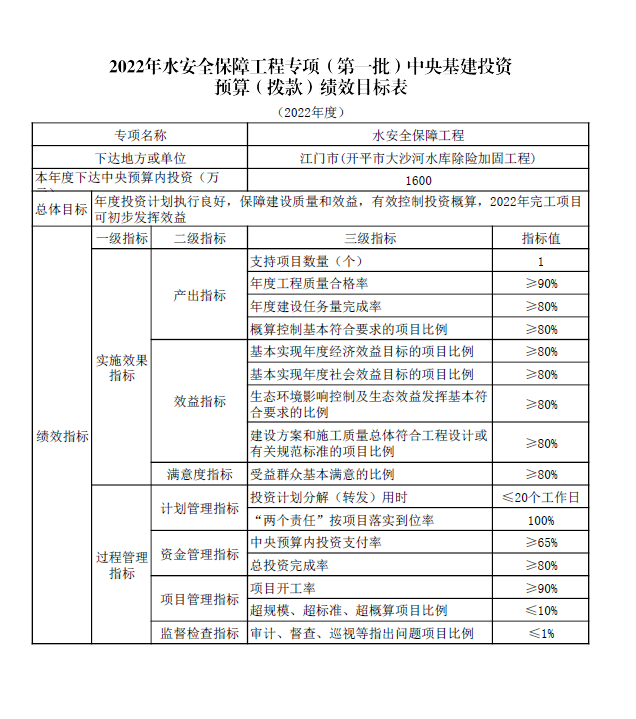 2022年水安全保障工程专项（第一批）中央基建投资
预算（拨款）绩效目标表
（2022年度）
专项名称
水安全保障工程
下达地方或单位
江门市(开平市大沙河水库除险加固工程)
本年度下达中央预算内投资（万
1600
总体目标
年度投资计划执行良好，保障建设质量和效益，有效控制投资概算，2022年完工项目
可初步发挥效益
绩效指标
一级指标
二级指标
三级指标
指标值
实施效果
指标
产出指标
支持项目数量（个）
1
年度工程质量合格率
≥90%
年度建设任务量完成率
≥80%
概算控制基本符合要求的项目比例
≥80%
效益指标
基本实现年度经济效益目标的项目比例
≥80%
基本实现年度社会效益目标的项目比例
≥80%
生态环境影响控制及生态效益发挥基本符
合要求的比例
≥80%
建设方案和施工质量总体符合工程设计或
有关规范标准的项目比例
≥80%
满意度指标
受益群众基本满意的比例
≥80%
过程管理
指标
计划管理指标
投资计划分解（转发）用时
≤20个工作日
“两个责任”按项目落实到位率
100%
资金管理指标
中央预算内投资支付率
≥65%
总投资完成率
≥80%
项目管理指标
项目开工率
≥90%
超规模、超标准、超概算项目比例
≤10%
监督检查指标
审计、督查、巡视等指出问题项目比例
≤1%